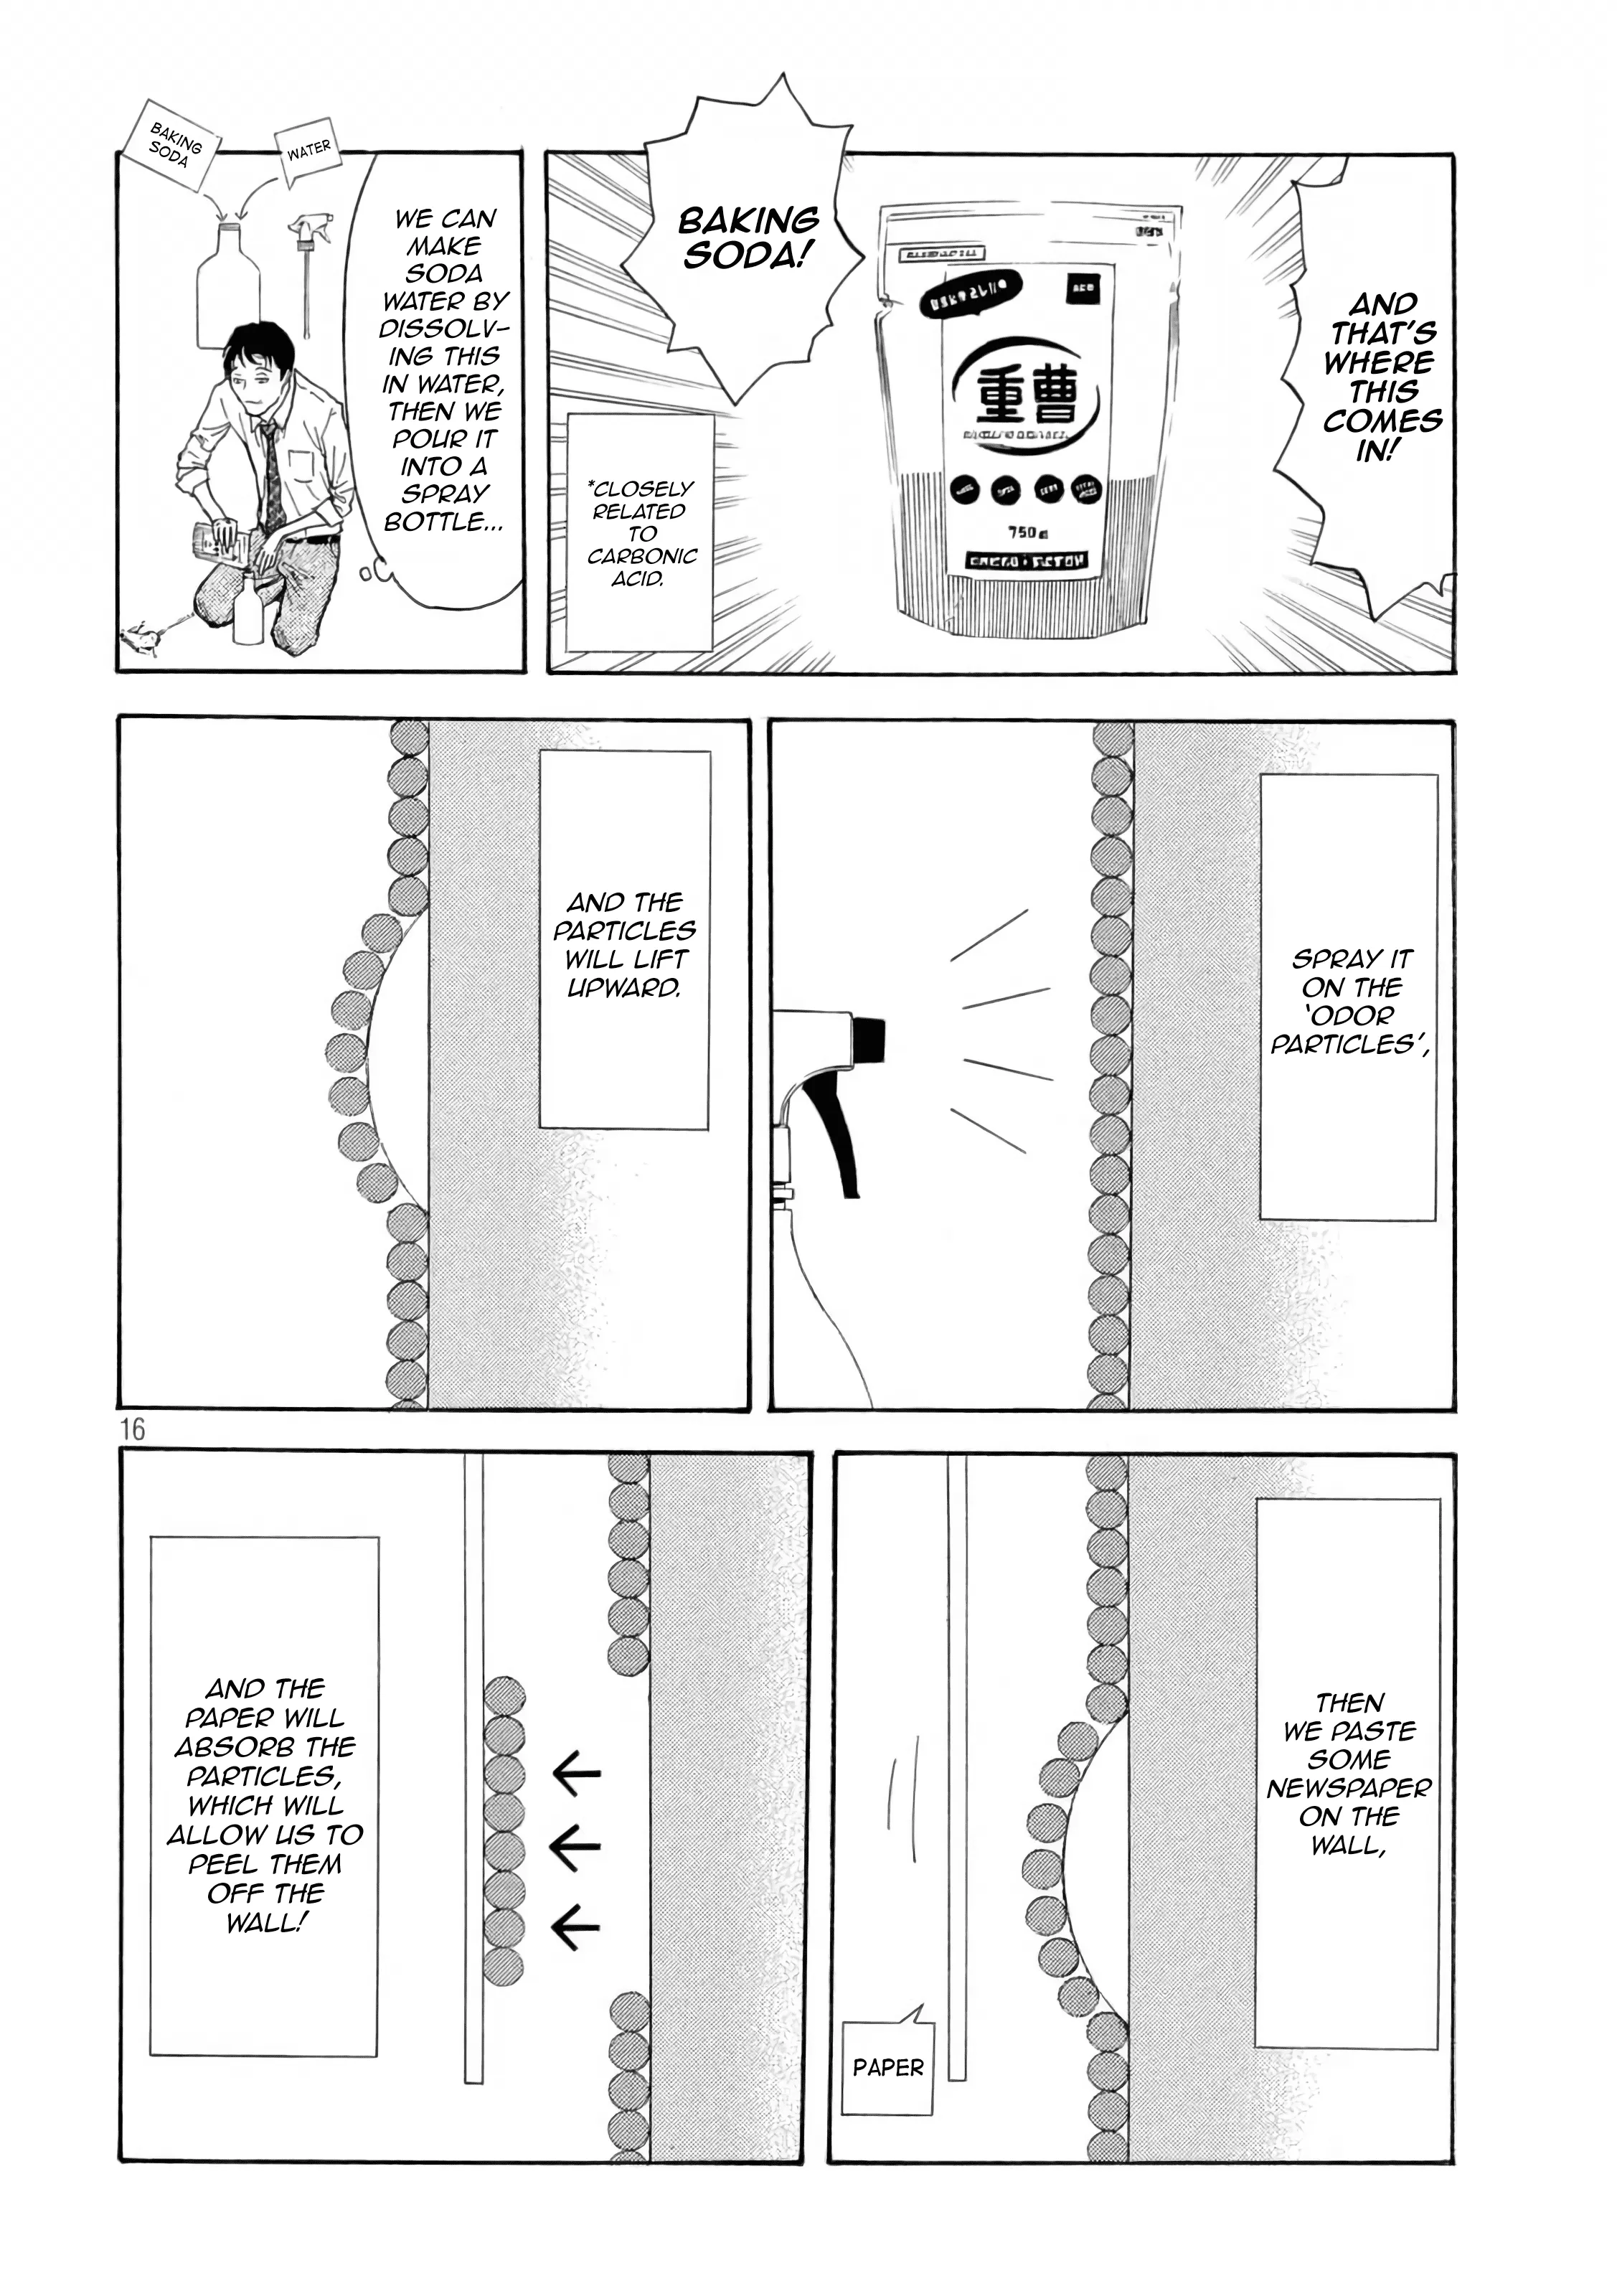 AND
THAT'S
WHERE
THIS
COMES
IN!
BAKING
SODA!
重曹
750g
*CLOSELY
RELATED
TO
CARBONIC
ACID.
BAKING
SODA
WATER
WE CAN
MAKE
SODA
WATER BY
DISSOLV-
ING THIS
IN WATER,
THEN WE
POUR IT
INTO A
SPRAY
BOTTLE...
SPRAY IT
ON THE
'ODOR
PARTICLES',
AND THE
PARTICLES
WILL LIFT
UPWARD.
16
THEN
WE PASTE
SOME
NEWSPAPER
ON THE
WALL,
PAPER
AND THE
PAPER WILL
ABSORB THE
PARTICLES,
WHICH WILL
ALLOW US TO
PEEL THEM
OFF THE
WALL!